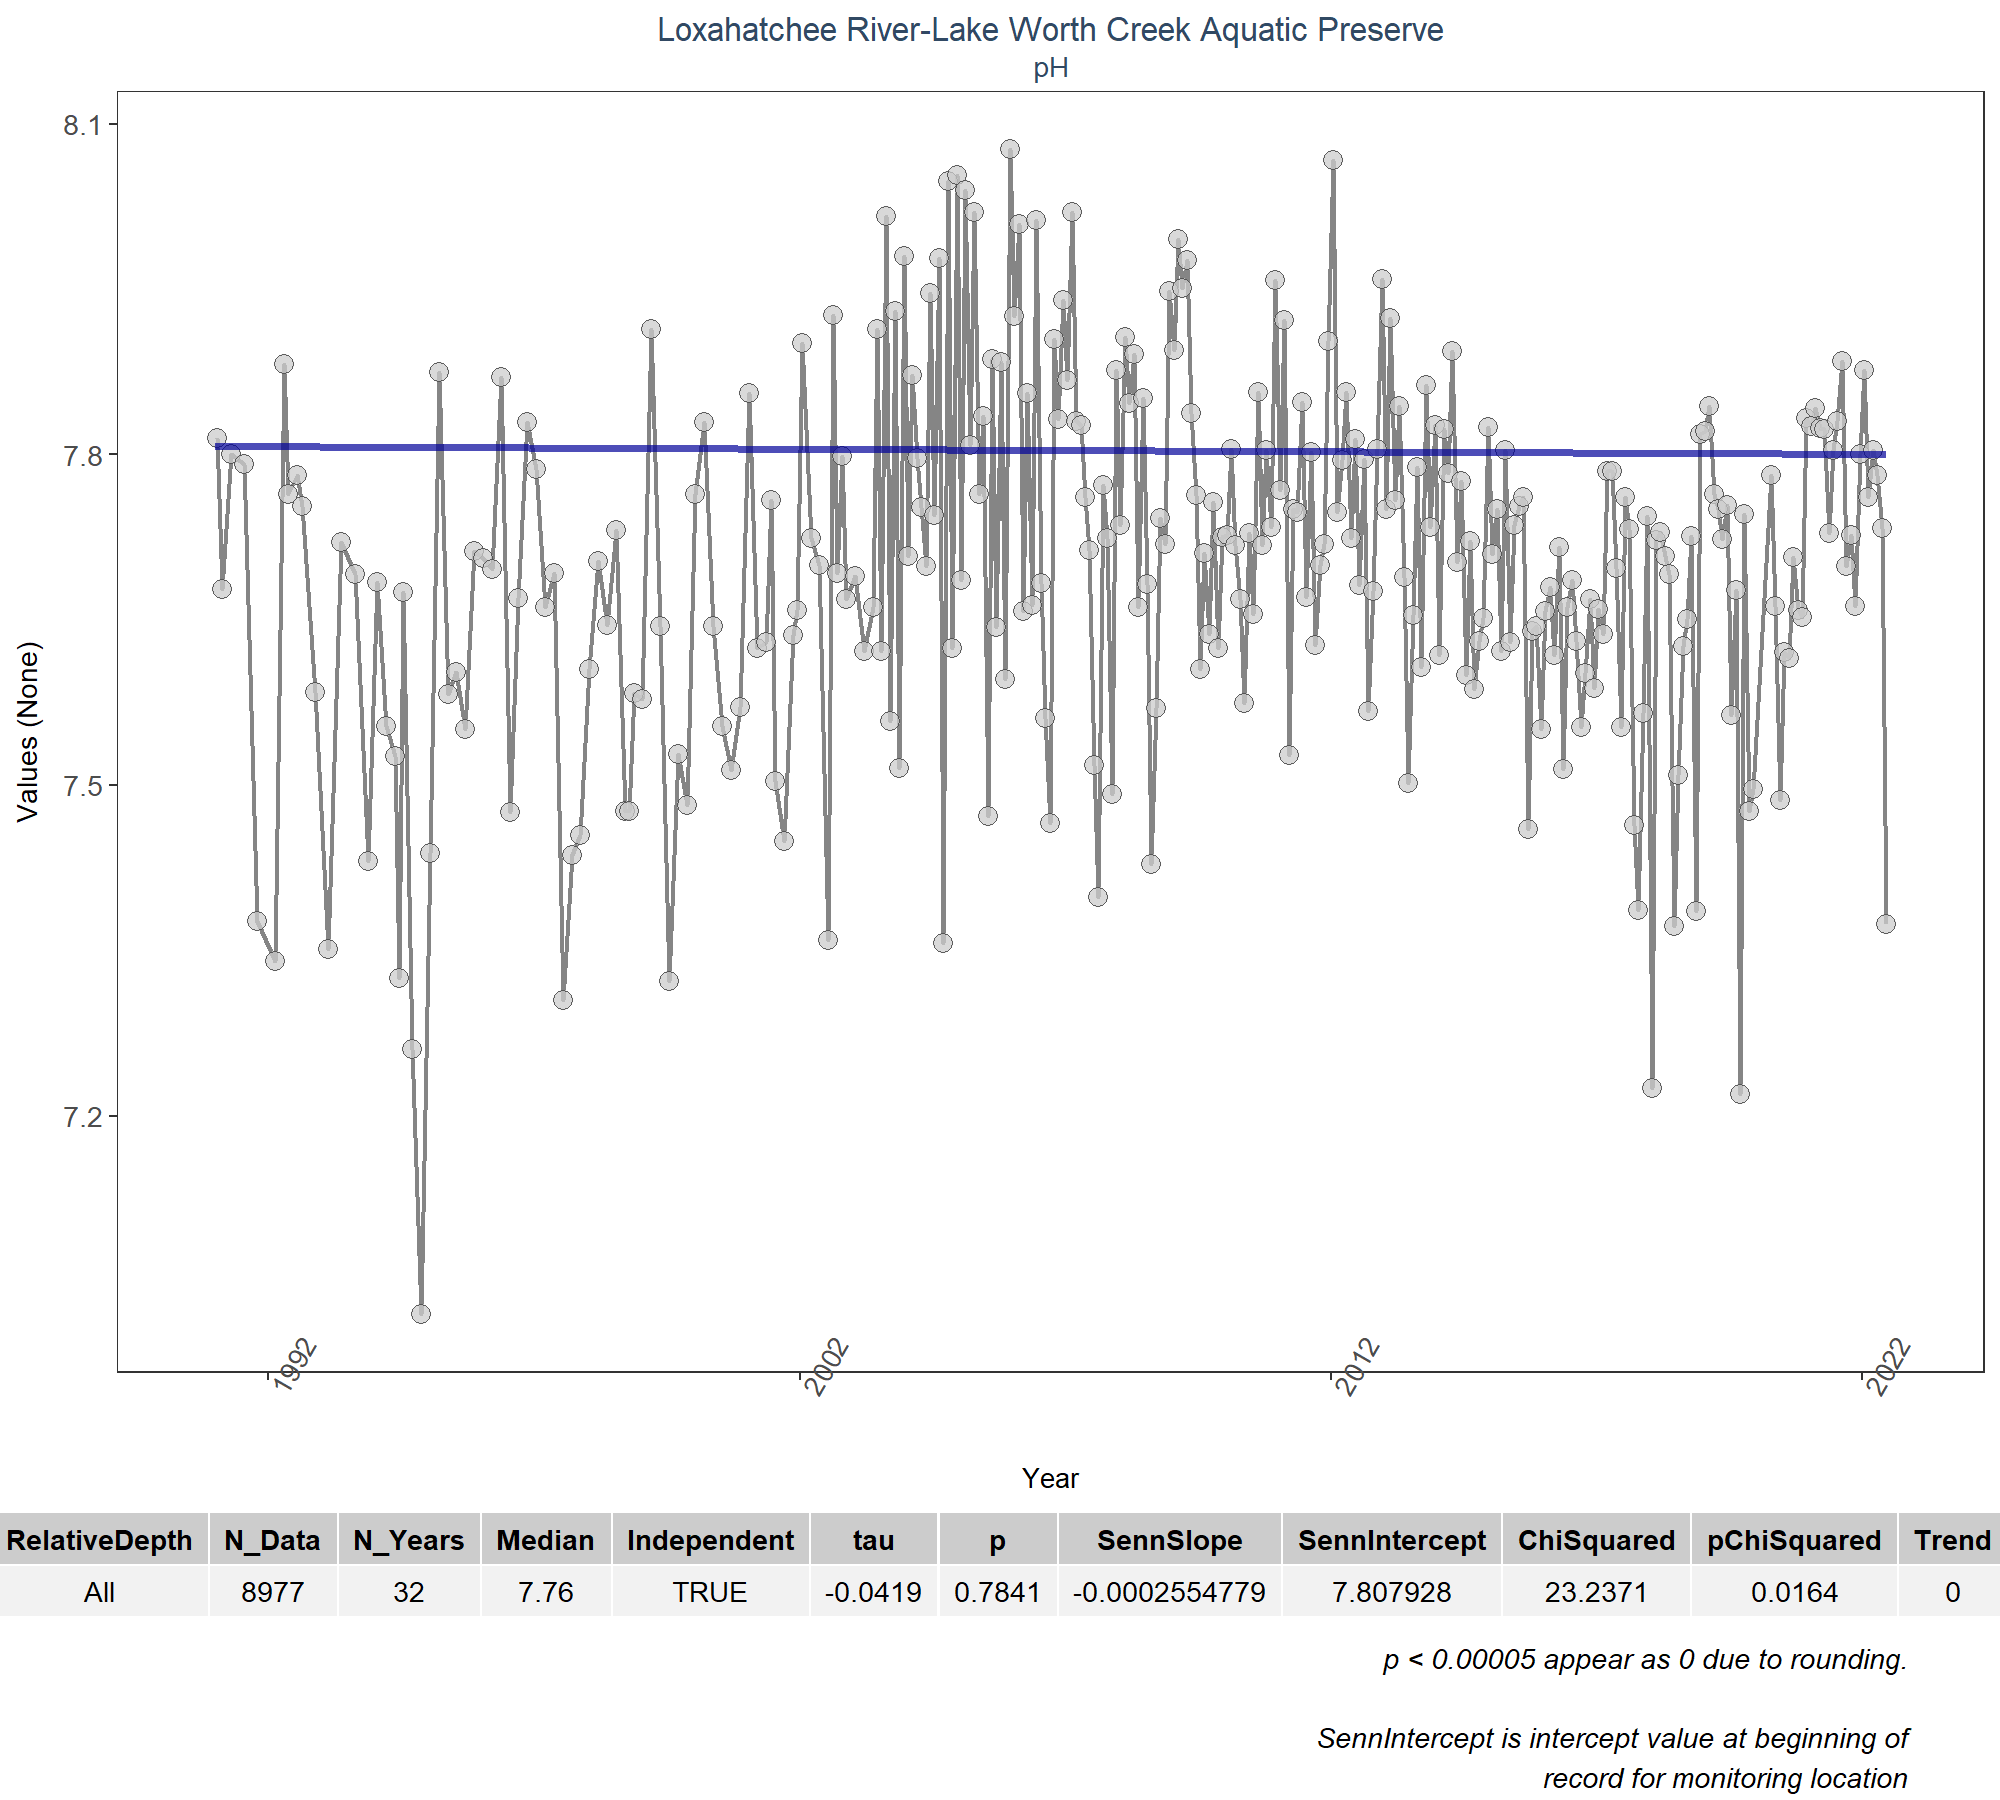 Loxahatchee River-Lake Worth Creek Aquatic Preserve
pH
8.1
7.8
7.5
7.2
Values (None)
1992 2002 2012 2022
Year
RelativeDepth N_Data N_Years Median Independent tau p SennSlope SennIntercept ChiSquared pChiSquared Trend
All 8977 32 7.76 TRUE -0.0419 0.7841 -0.0002554779 7.807928 23.2371 0.0164 0
p < 0.00005 appear as 0 due to rounding.
SennIntercept is intercept value at beginning of
record for monitoring location